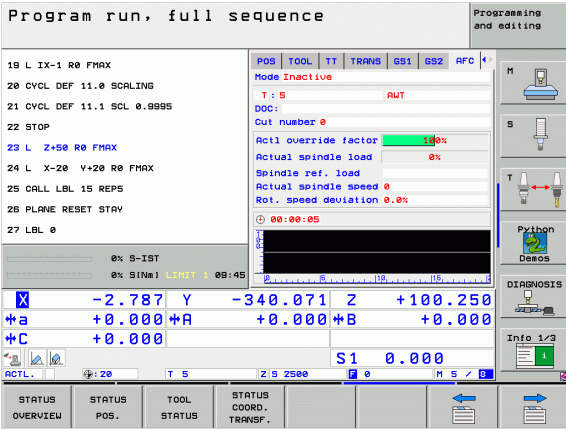 Program run, full sequence
Programming
and editing
19 L IX-1 R0 FMAX
20 CYCL DEF 11.0 SCALING
21 CYCL DEF 11.1 SCL 0.9995
22 STOP
23 L Z+50 R0 FMAX
24 L X-20 Y+20 R0 FMAX
25 CALL LBL 15 REP5
26 PLANE RESET STAY
27 LBL 0
0% S-IST
0% S[Nm] LIMIT 1 09:45
POS TOOL TT TRANS GS1 GS2 AFC
Mode Inactive
T : 5 AWT
DOC:
Cut number 0
Actl override factor 100%
Actual spindle load 0%
Spindle ref. load
Actual spindle speed 0
Rot. speed deviation 0.0%
00:00:05
X -2.787 Y -340.071 Z +100.250
a +0.000 A +0.000 B +0.000
C +0.000
S1 0.000
ACTL. : 20 T 5 Z S 2500 F 0 M 5 / 8
STATUS
OVERVIEW
STATUS
POS.
TOOL
STATUS
STATUS
COORD.
TRANSF.
M
S
T
Python
Demos
DIAGNOSIS
Info 1/3